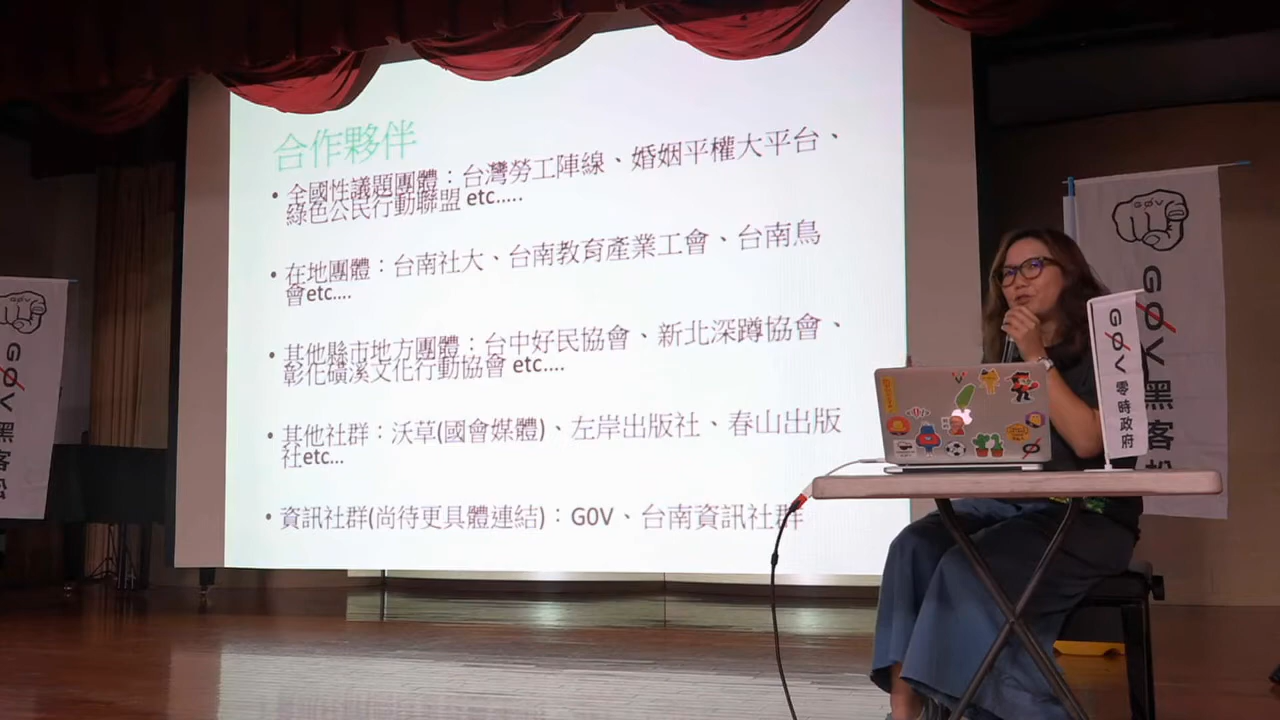 合作夥伴
• 全國性議題團體：台灣勞工陣線、婚姻平權大平台、
綠色公民行動聯盟 etc.....
• 在地團體：台南社大、台南教育產業工會、台南鳥
會etc....
• 其他縣市地方團體：台中好民協會、新北深蹲協會、
彰化磺溪文化行動協會 etc....
• 其他社群：沃草(國會媒體)、左岸出版社、春山出版
社etc...
• 資訊社群(尚待更具體連結)：G0V、台南資訊社群
G0V 黑客松
G0V 零時政府
G0V 黑客松